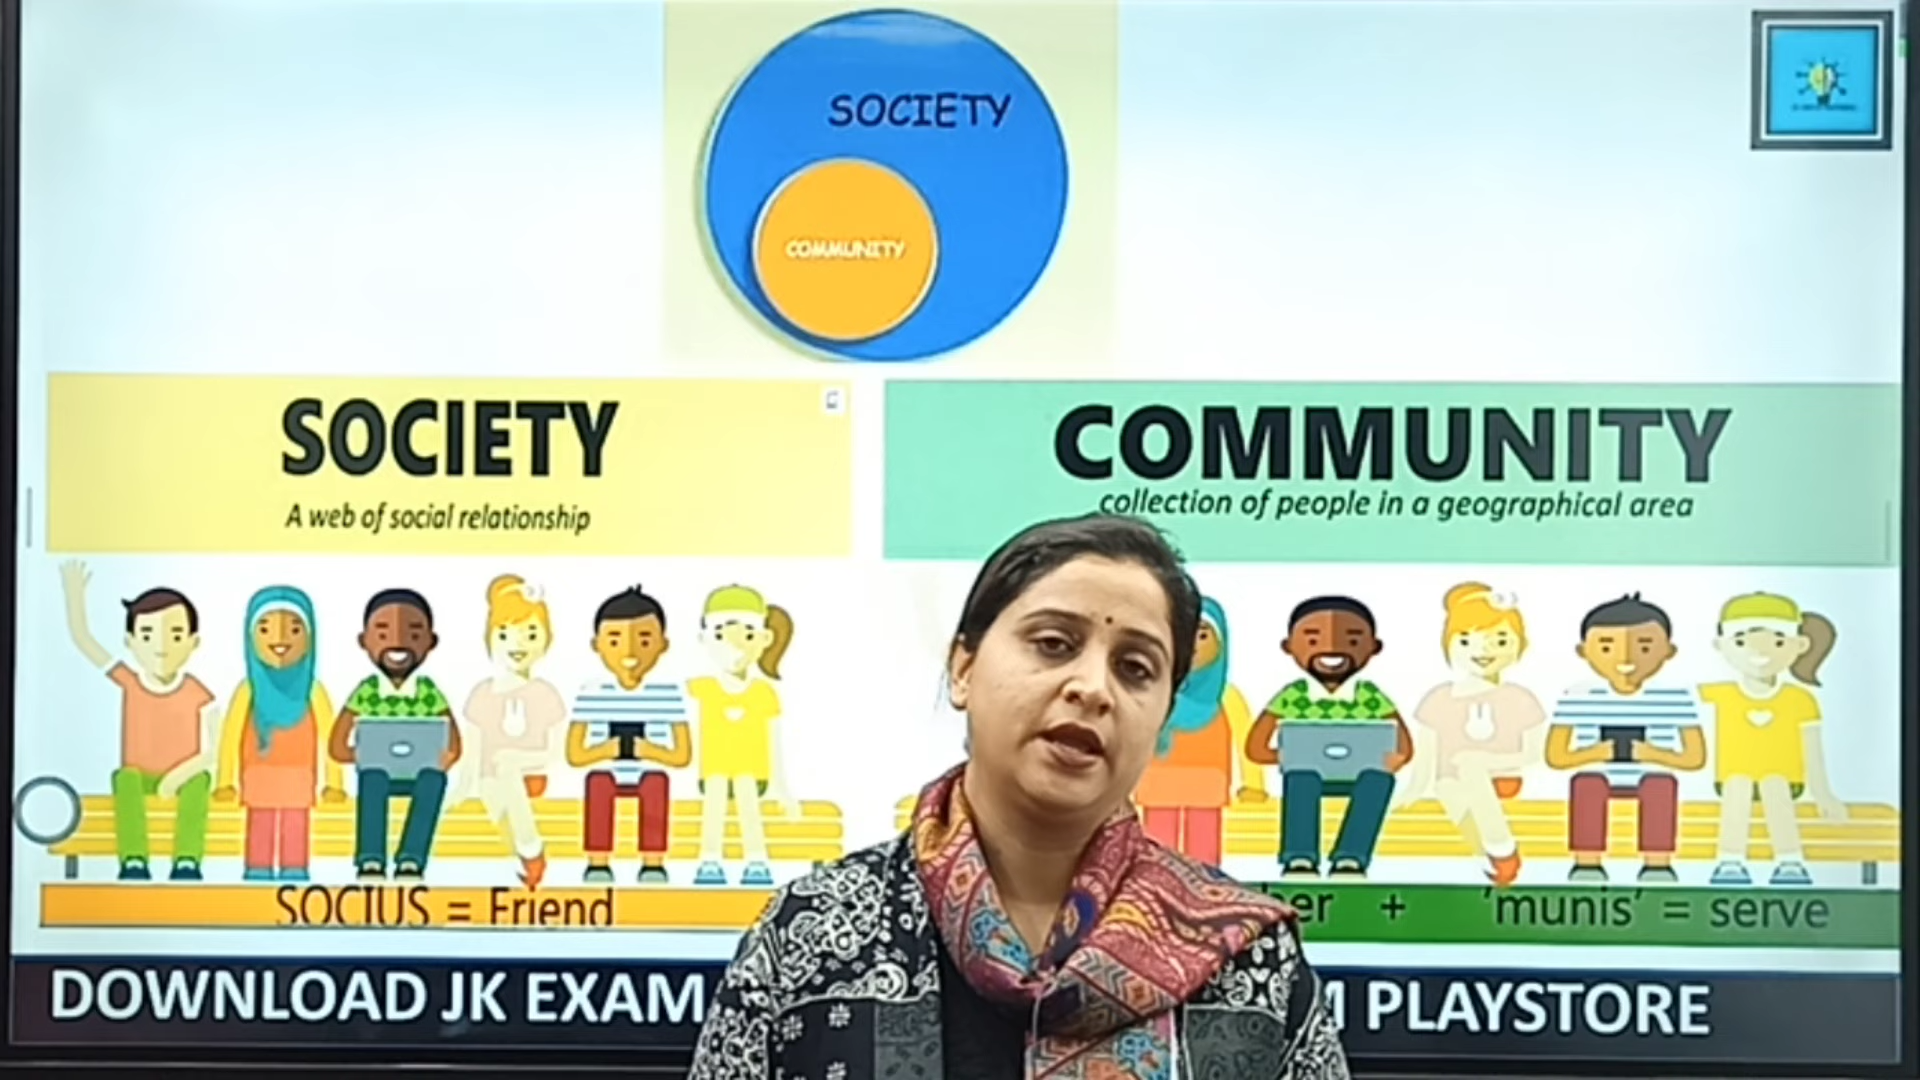 SOCIETY
COMMUNITY
SOCIETY
A web of social relationship
COMMUNITY
collection of people in a geographical area
SOCIUS = Friend
+ 'munis' = serve
DOWNLOAD JK EXAM
PLAYSTORE